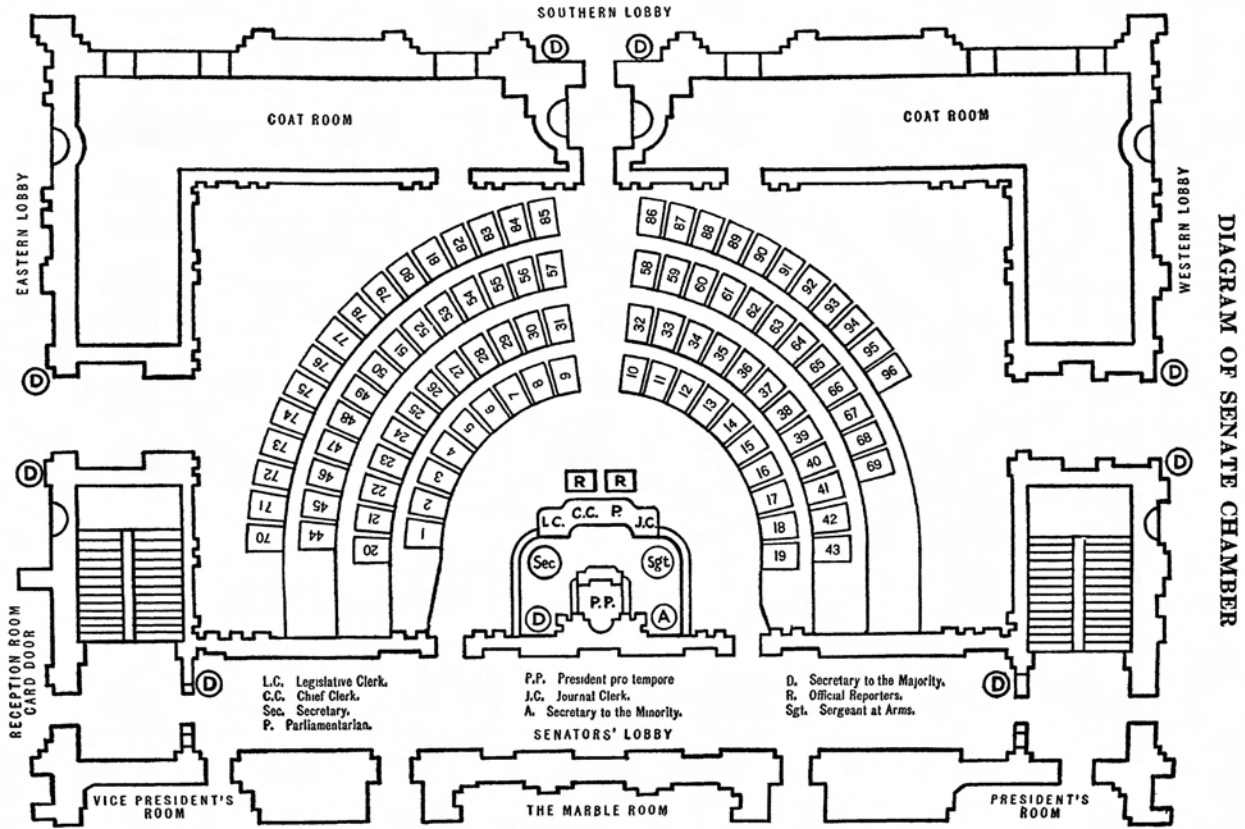 SOUTHERN LOBBY
D
D
COAT ROOM
COAT ROOM
EASTERN LOBBY
WESTERN LOBBY
DIAGRAM OF SENATE CHAMBER
D
D
D
D
70 71 72 73 74 75 76 77 78 79 80 81 82 83 84 85
86 87 88 89 90 91 92 93 94 95 96
44 45 46 47 48 49 50 51 52 53 54 55 56 57
58 59 60 61 62 63 64 65 66 67 68 69
20 21 22 23 24 25 26 27 28 29 30 31
32 33 34 35 36 37 38 39 40 41 42 43
1 2 3 4 5 6 7 8 9
10 11 12 13 14 15 16 17 18 19
R R
L.C. C.C. P. J.C.
Sec.
Sgt.
P.P.
D
A
RECEPTION ROOM
CARD DOOR
D
D
L.C. Legislative Clerk.
C.C. Chief Clerk.
Sec. Secretary.
P. Parliamentarian.
P.P. President pro tempore
J.C. Journal Clerk.
A. Secretary to the Minority.
D. Secretary to the Majority.
R. Official Reporters.
Sgt. Sergeant at Arms.
SENATORS' LOBBY
VICE PRESIDENT'S
ROOM
THE MARBLE ROOM
PRESIDENT'S
ROOM